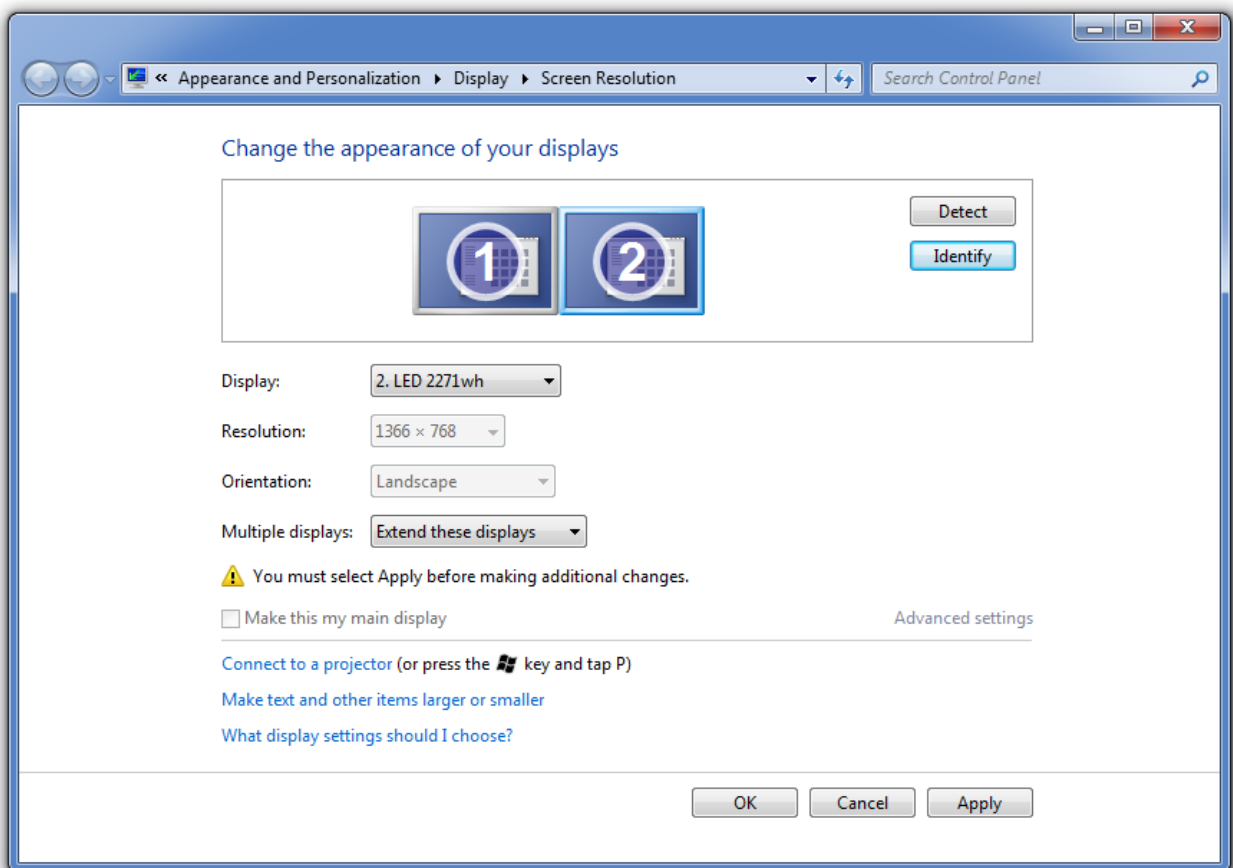 « Appearance and Personalization ▸ Display ▸ Screen Resolution
Search Control Panel
Change the appearance of your displays
1
2
Detect
Identify
Display: 2. LED 2271wh
Resolution: 1366 × 768
Orientation: Landscape
Multiple displays: Extend these displays
You must select Apply before making additional changes.
Make this my main display
Advanced settings
Connect to a projector (or press the key and tap P)
Make text and other items larger or smaller
What display settings should I choose?
OK
Cancel
Apply